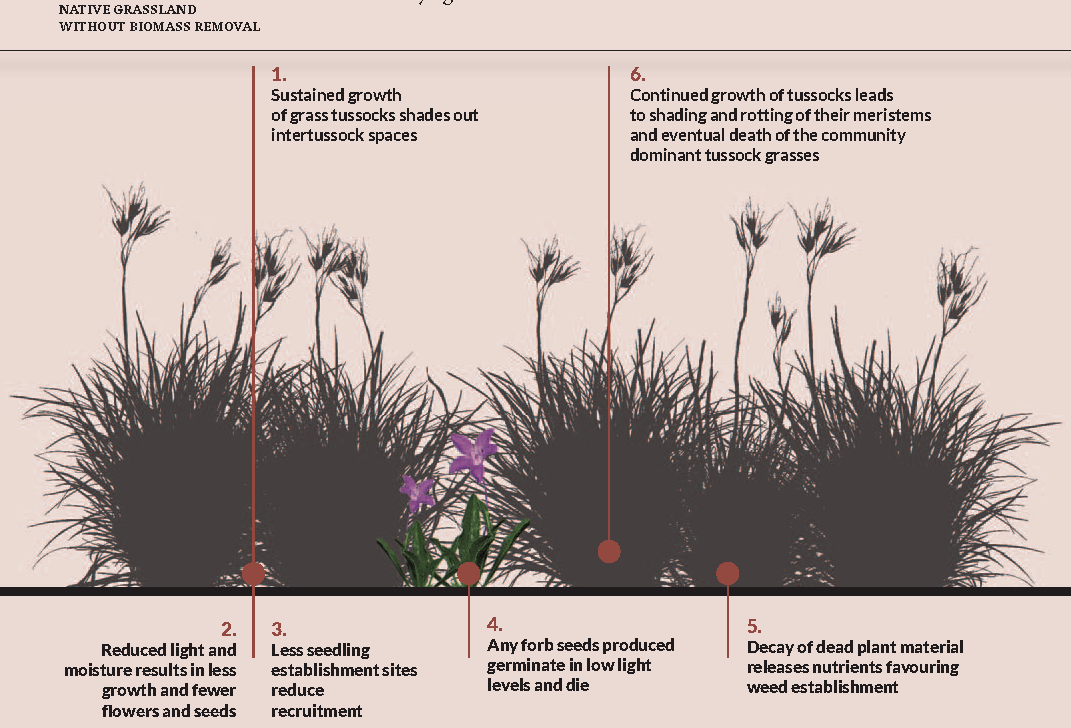 NATIVE GRASSLAND
WITHOUT BIOMASS REMOVAL
1.
Sustained growth
of grass tussocks shades out
intertussock spaces
6.
Continued growth of tussocks leads
to shading and rotting of their meristems
and eventual death of the community
dominant tussock grasses
2.
Reduced light and
moisture results in less
growth and fewer
flowers and seeds
3.
Less seedling
establishment sites
reduce
recruitment
4.
Any forb seeds produced
germinate in low light
levels and die
5.
Decay of dead plant material
releases nutrients favouring
weed establishment